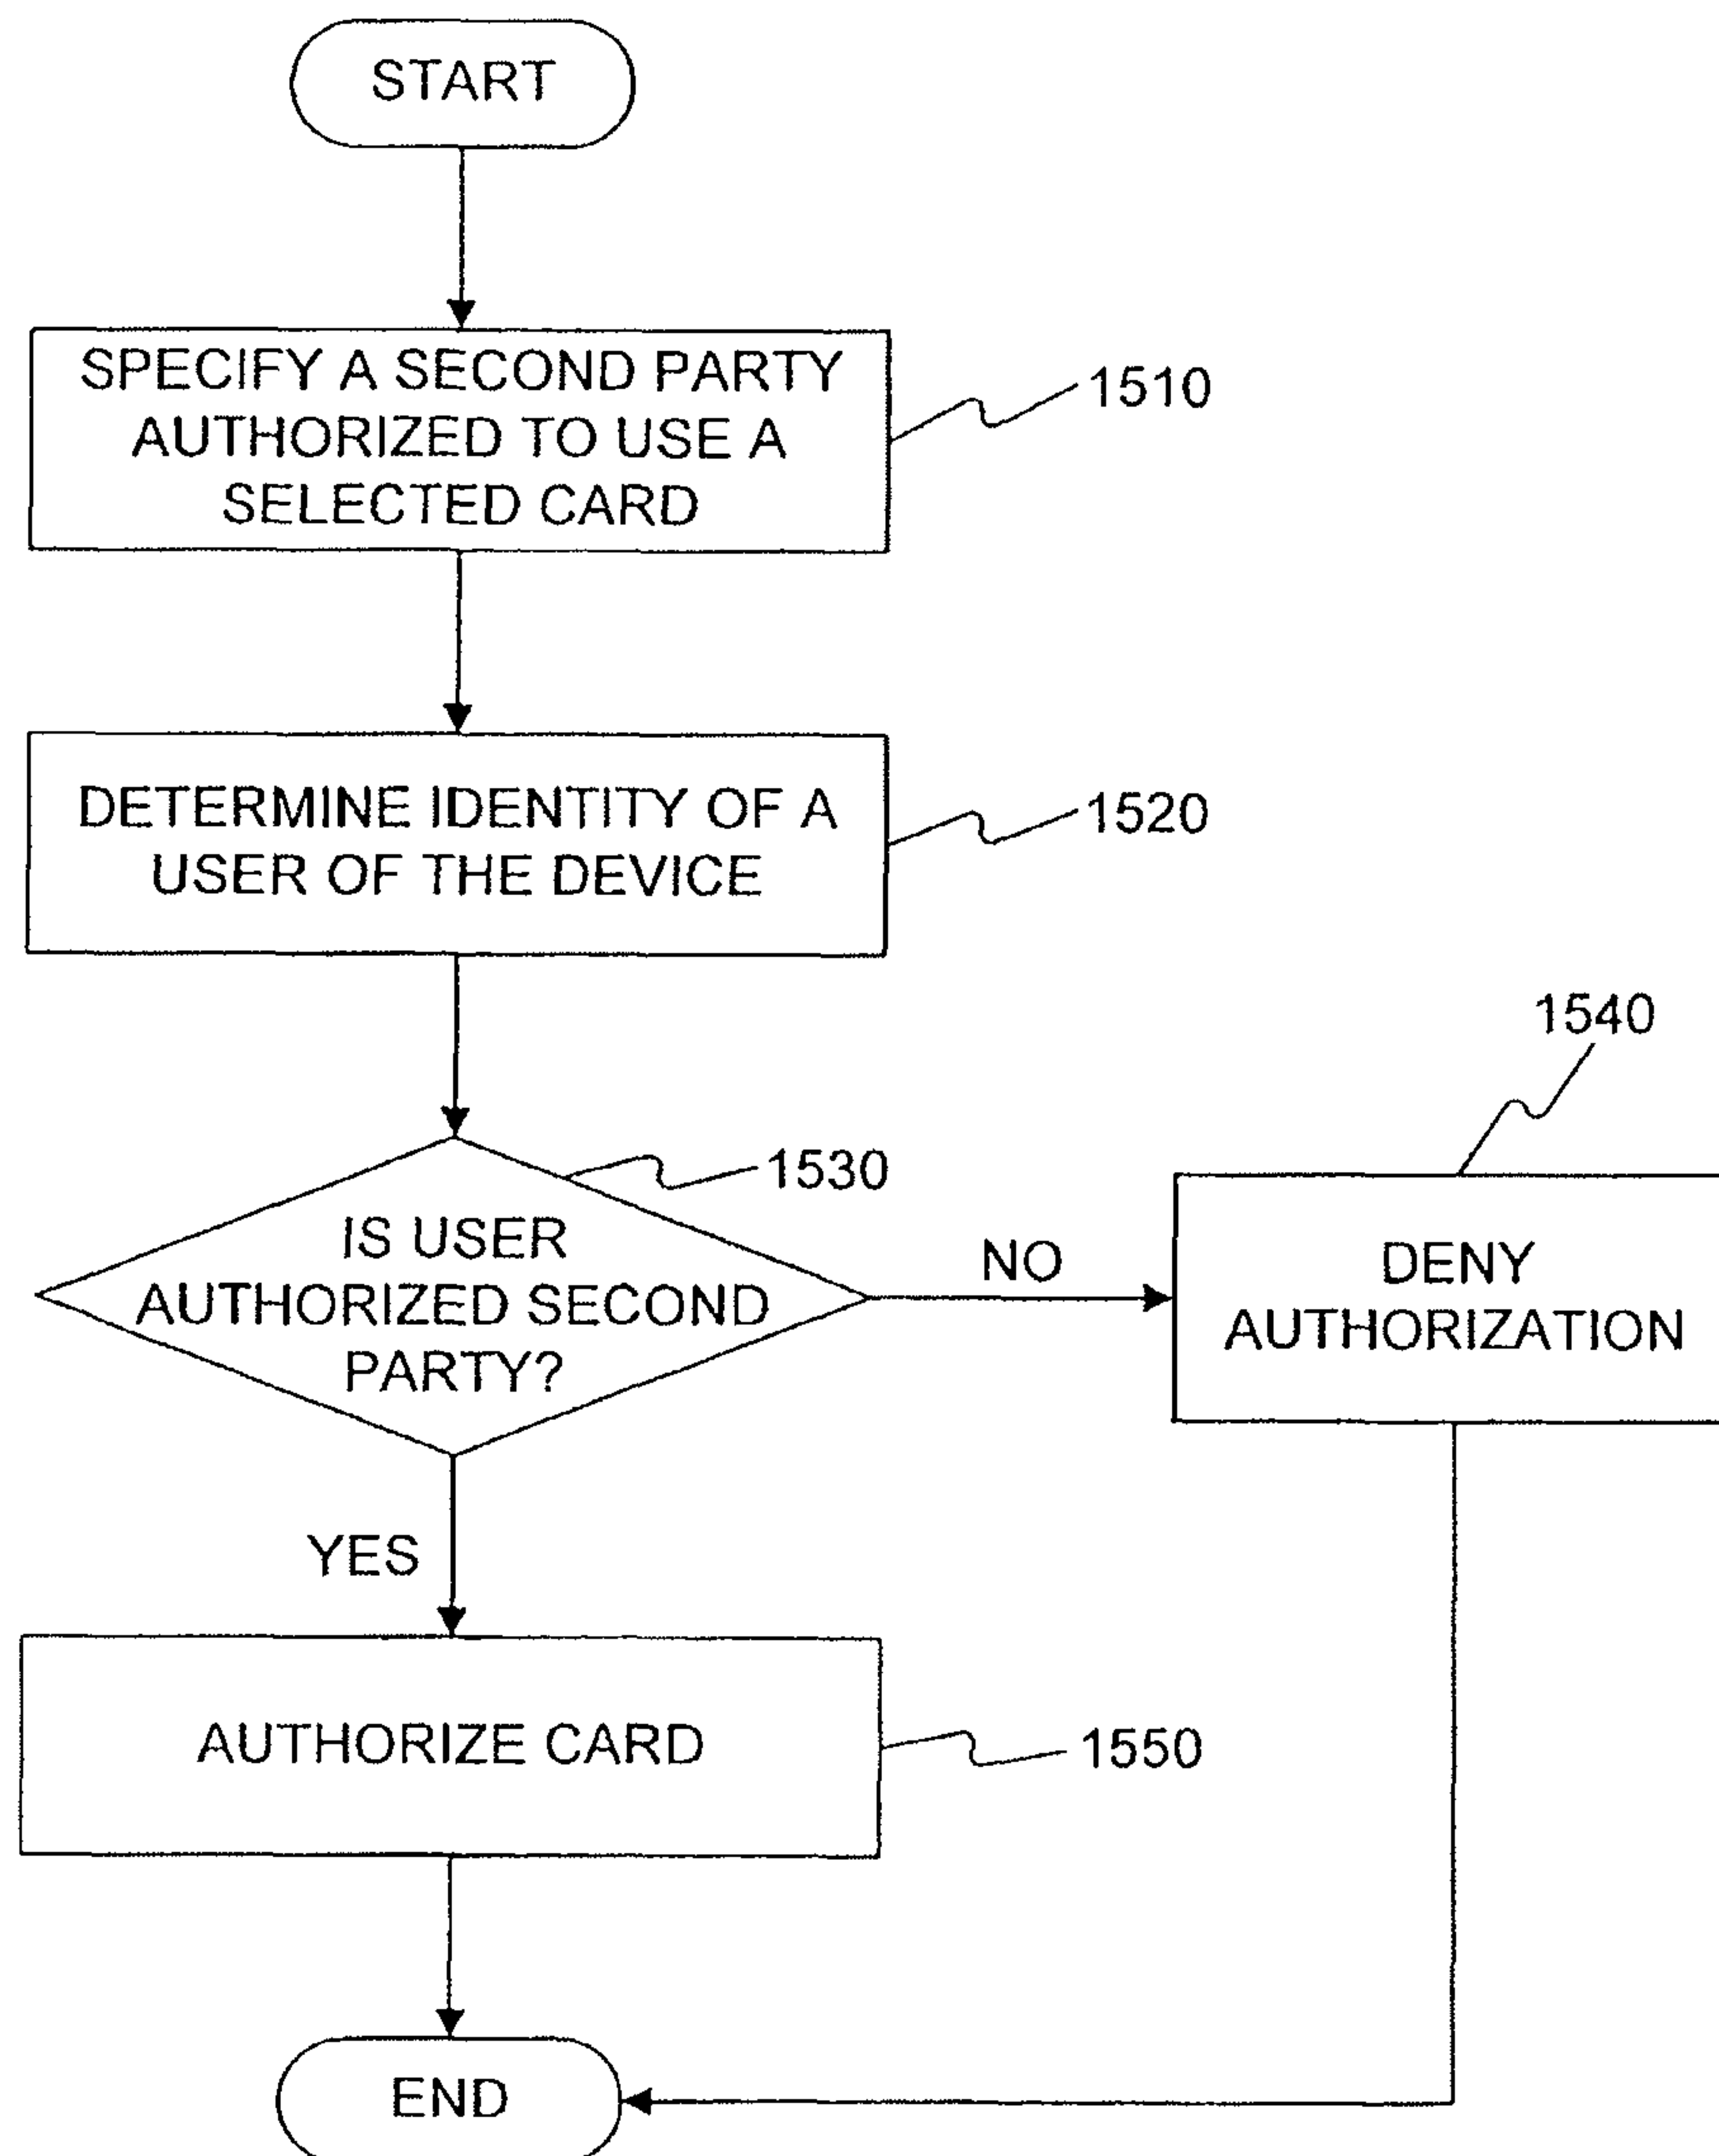 START
SPECIFY A SECOND PARTY
AUTHORIZED TO USE A
SELECTED CARD
1510
DETERMINE IDENTITY OF A
USER OF THE DEVICE
1520
1530
IS USER
AUTHORIZED SECOND
PARTY?
NO
1540
DENY
AUTHORIZATION
YES
AUTHORIZE CARD
1550
END